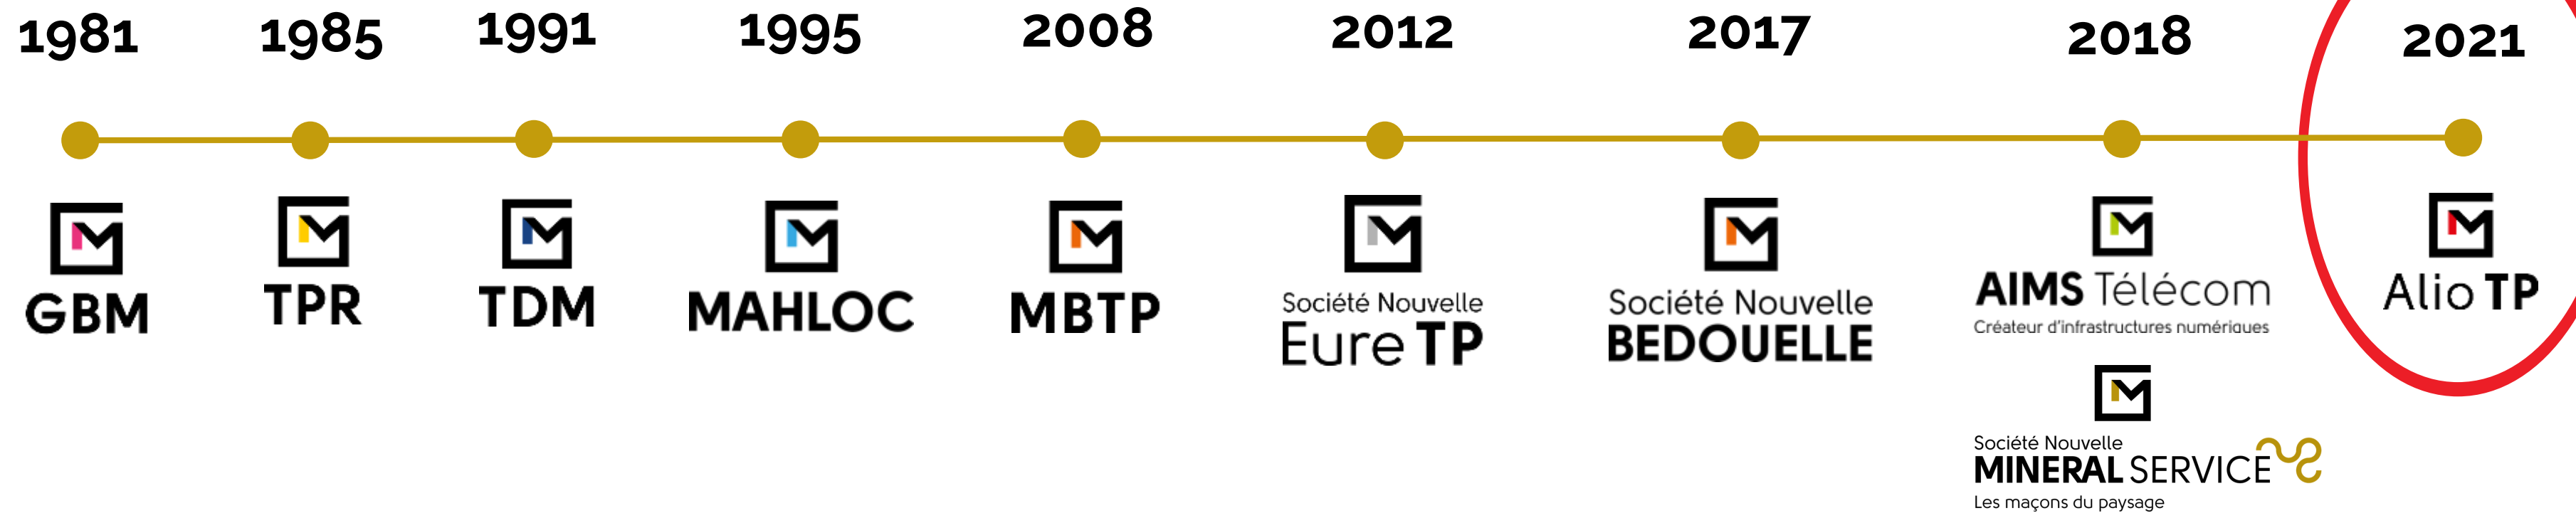 1981
1985
1991
1995
2008
2012
2017
2018
2021
GBM
TPR
TDM
MAHLOC
MBTP
Société Nouvelle
Eure TP
Société Nouvelle
BEDOUELLE
AIMS Télécom
Créateur d'infrastructures numériques
Société Nouvelle
MINERAL SERVICE
Les maçons du paysage
Alio TP